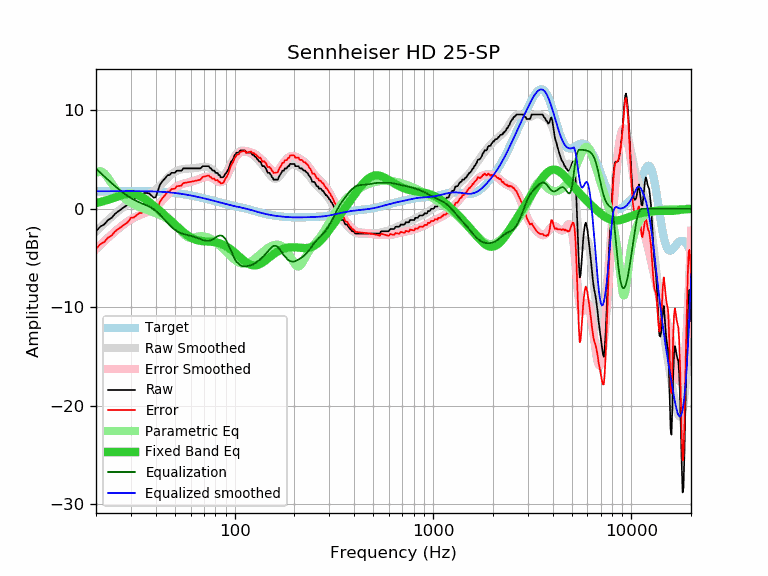 Sennheiser HD 25-SP
10
0
−10
−20
−30
Amplitude (dBr)
Target
Raw Smoothed
Error Smoothed
Raw
Error
Parametric Eq
Fixed Band Eq
Equalization
Equalized smoothed
100
1000
10000
Frequency (Hz)